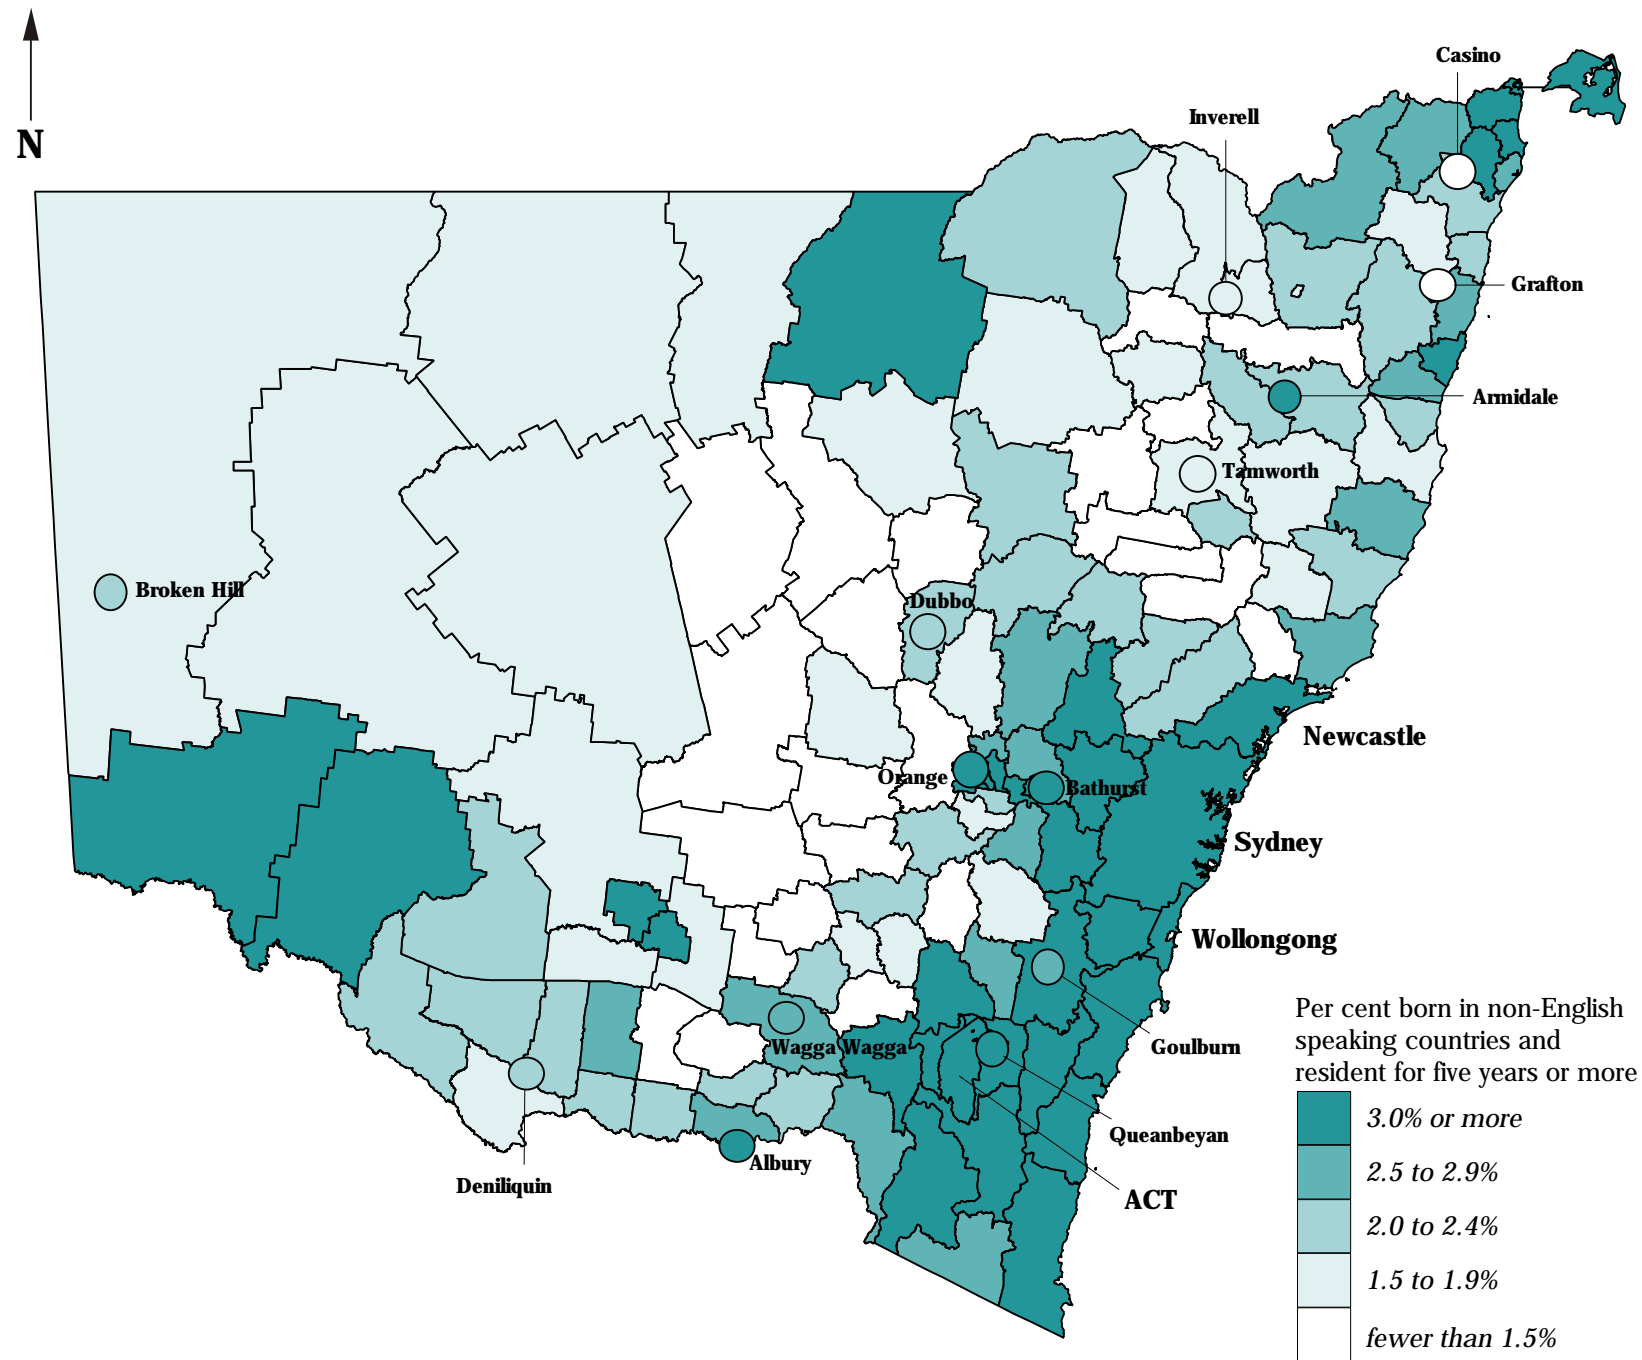 Casino
Inverell
N
Grafton
Armidale
Tamworth
Broken Hill
Dubbo
Newcastle
Orange
Bathurst
Sydney
Wollongong
Per cent born in non-English
speaking countries and
resident for five years or more
Wagga Wagga
Goulburn
3.0% or more
Queanbeyan
Albury
2.5 to 2.9%
Deniliquin
ACT
2.0 to 2.4%
1.5 to 1.9%
fewer than 1.5%